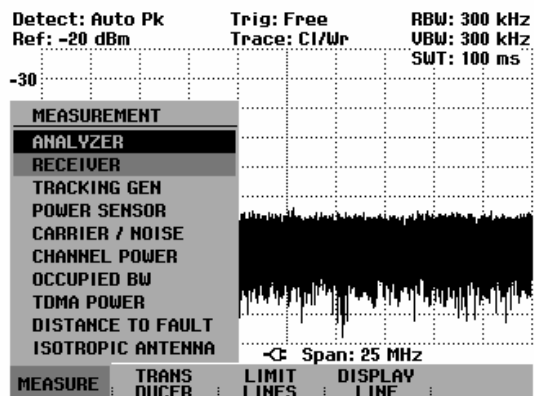 Detect: Auto Pk Trig: Free RBW: 300 kHz
Ref: -20 dBm Trace: Cl/Wr VBW: 300 kHz
SWT: 100 ms
-30
MEASUREMENT
ANALYZER
RECEIVER
TRACKING GEN
POWER SENSOR
CARRIER / NOISE
CHANNEL POWER
OCCUPIED BW
TDMA POWER
DISTANCE TO FAULT
ISOTROPIC ANTENNA
Span: 25 MHz
MEASURE TRANS LIMIT DISPLAY
DUCER LINES LINE